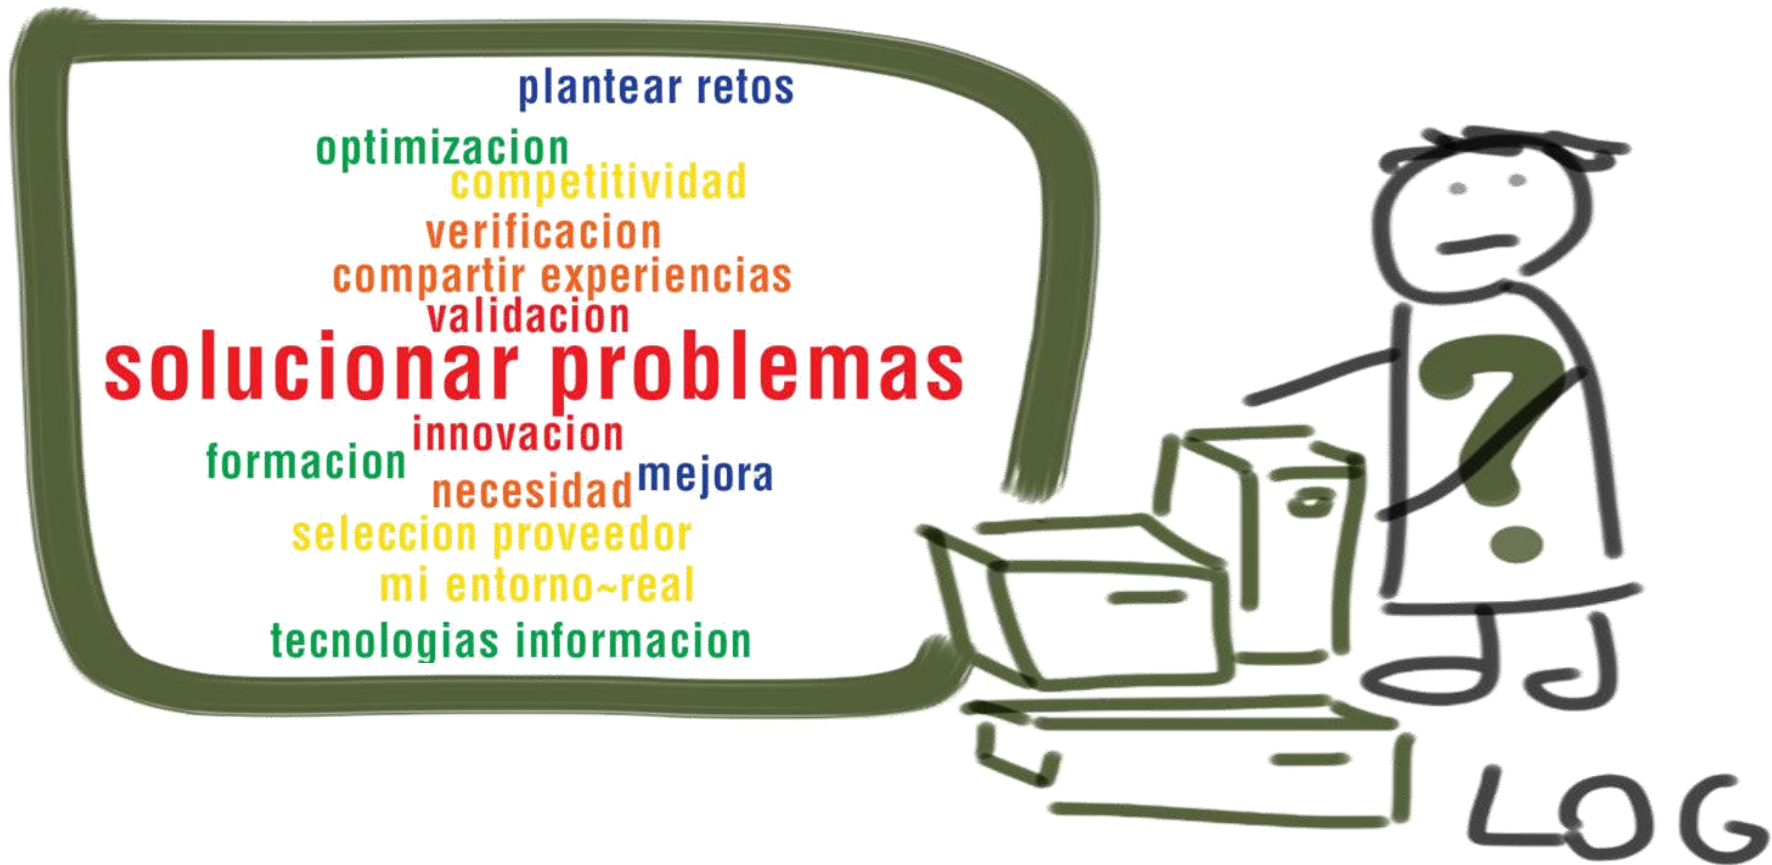 plantear retos
optimizacion
competitividad
verificacion
compartir experiencias
validacion
solucionar problemas
innovacion
formacion
mejora
necesidad
seleccion proveedor
mi entorno~real
tecnologias informacion
?
LOG